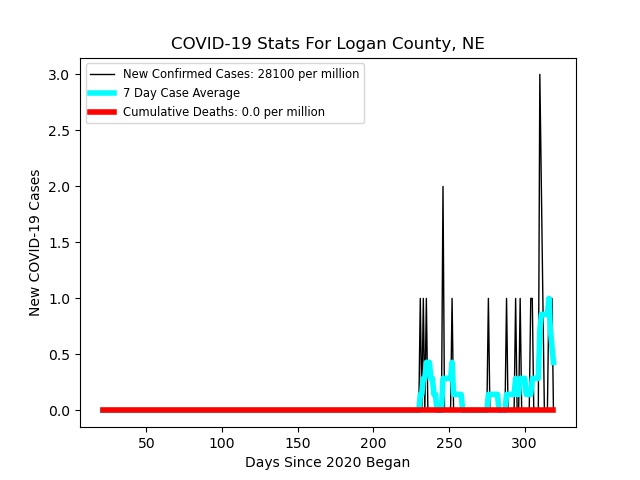 COVID-19 Stats For Logan County, NE
New Confirmed Cases: 28100 per million
7 Day Case Average
Cumulative Deaths: 0.0 per million
New COVID-19 Cases
3.0
2.5
2.0
1.5
1.0
0.5
0.0
50 100 150 200 250 300
Days Since 2020 Began